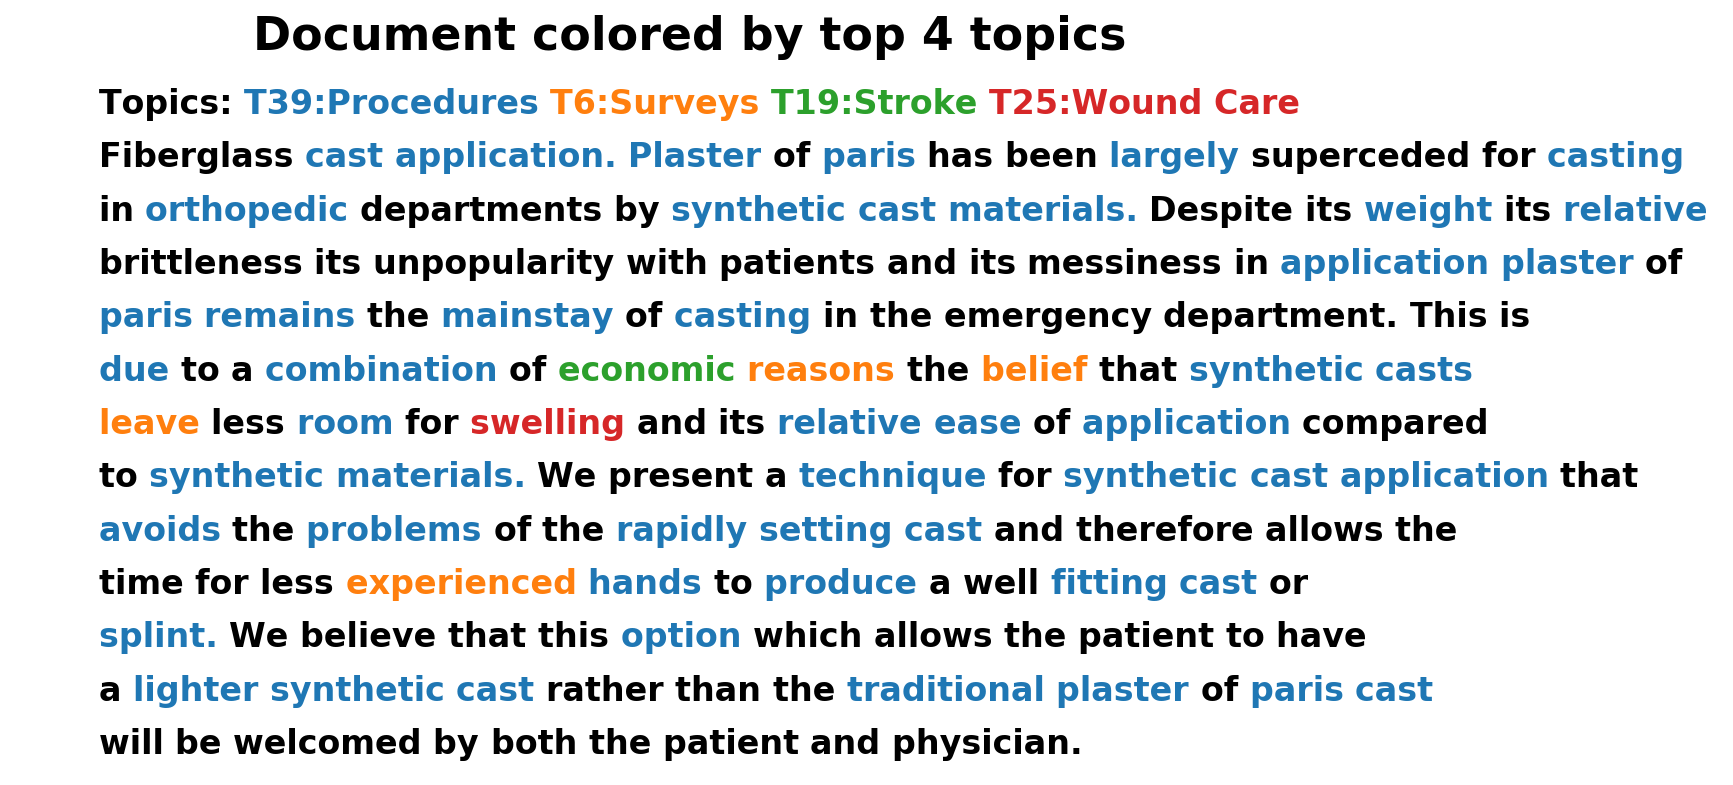 Document colored by top 4 topics
Topics: T39:Procedures T6:Surveys T19:Stroke T25:Wound Care
Fiberglass cast application. Plaster of paris has been largely superceded for casting
in orthopedic departments by synthetic cast materials. Despite its weight its relative
brittleness its unpopularity with patients and its messiness in application plaster of
paris remains the mainstay of casting in the emergency department. This is
due to a combination of economic reasons the belief that synthetic casts
leave less room for swelling and its relative ease of application compared
to synthetic materials. We present a technique for synthetic cast application that
avoids the problems of the rapidly setting cast and therefore allows the
time for less experienced hands to produce a well fitting cast or
splint. We believe that this option which allows the patient to have
a lighter synthetic cast rather than the traditional plaster of paris cast
will be welcomed by both the patient and physician.